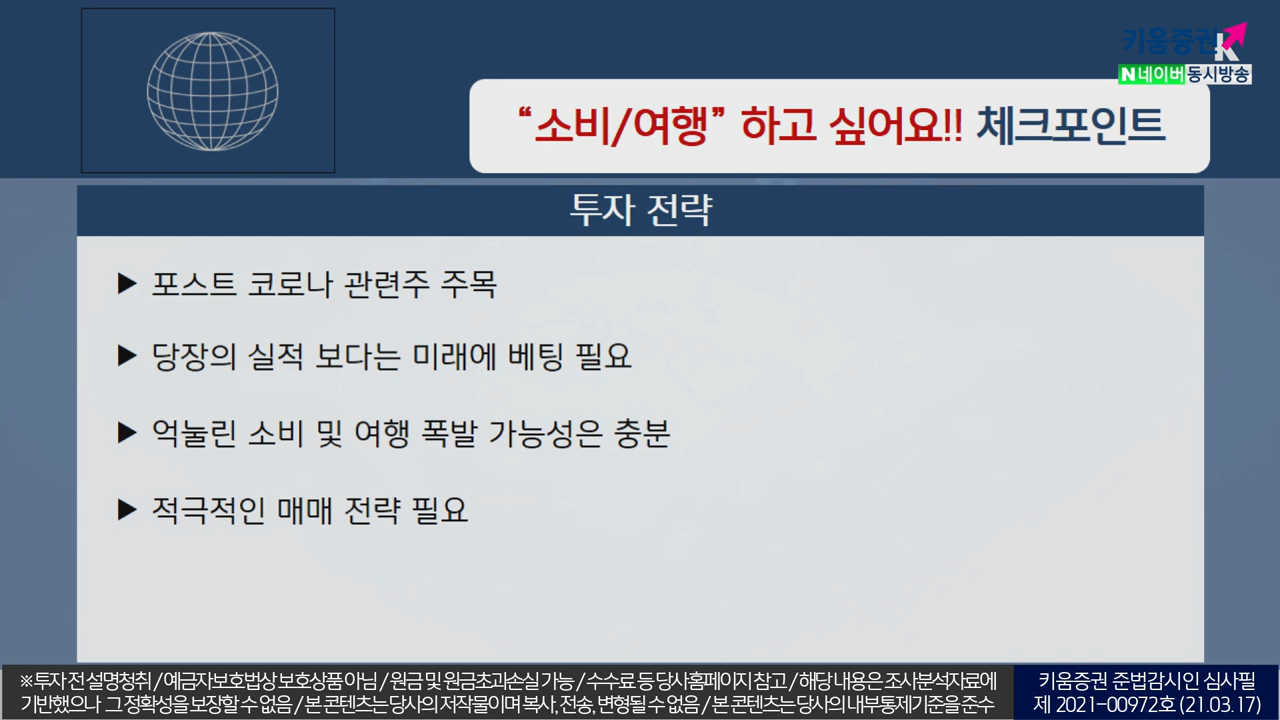 키움증권
N 네이버 동시방송
“소비/여행” 하고 싶어요!! 체크포인트
투자 전략
▶ 포스트 코로나 관련주 주목
▶ 당장의 실적 보다는 미래에 베팅 필요
▶ 억눌린 소비 및 여행 폭발 가능성은 충분
▶ 적극적인 매매 전략 필요
※투자 전 설명청취 / 예금자보호법상 보호상품 아님 / 원금 및 원금초과손실 가능 / 수수료 등 당사홈페이지 참고 / 해당 내용은 조사분석자료에
기반했으나 그 정확성을 보장할 수 없음 / 본 콘텐츠는 당사의 저작물이며 복사, 전송, 변형될 수 없음 / 본 콘텐츠는 당사의 내부통제기준을 준수
키움증권 준법감시인 심사필
제 2021-00972호 (21.03.17)